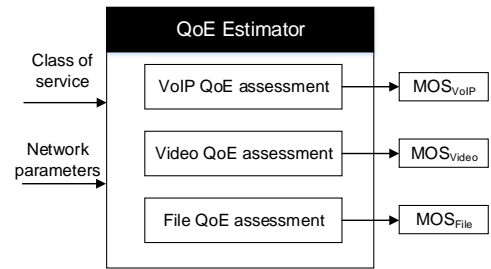 QoE Estimator
Class of
service
Network
parameters
VoIP QoE assessment
MOSVoIP
Video QoE assessment
MOSVideo
File QoE assessment
MOSFile